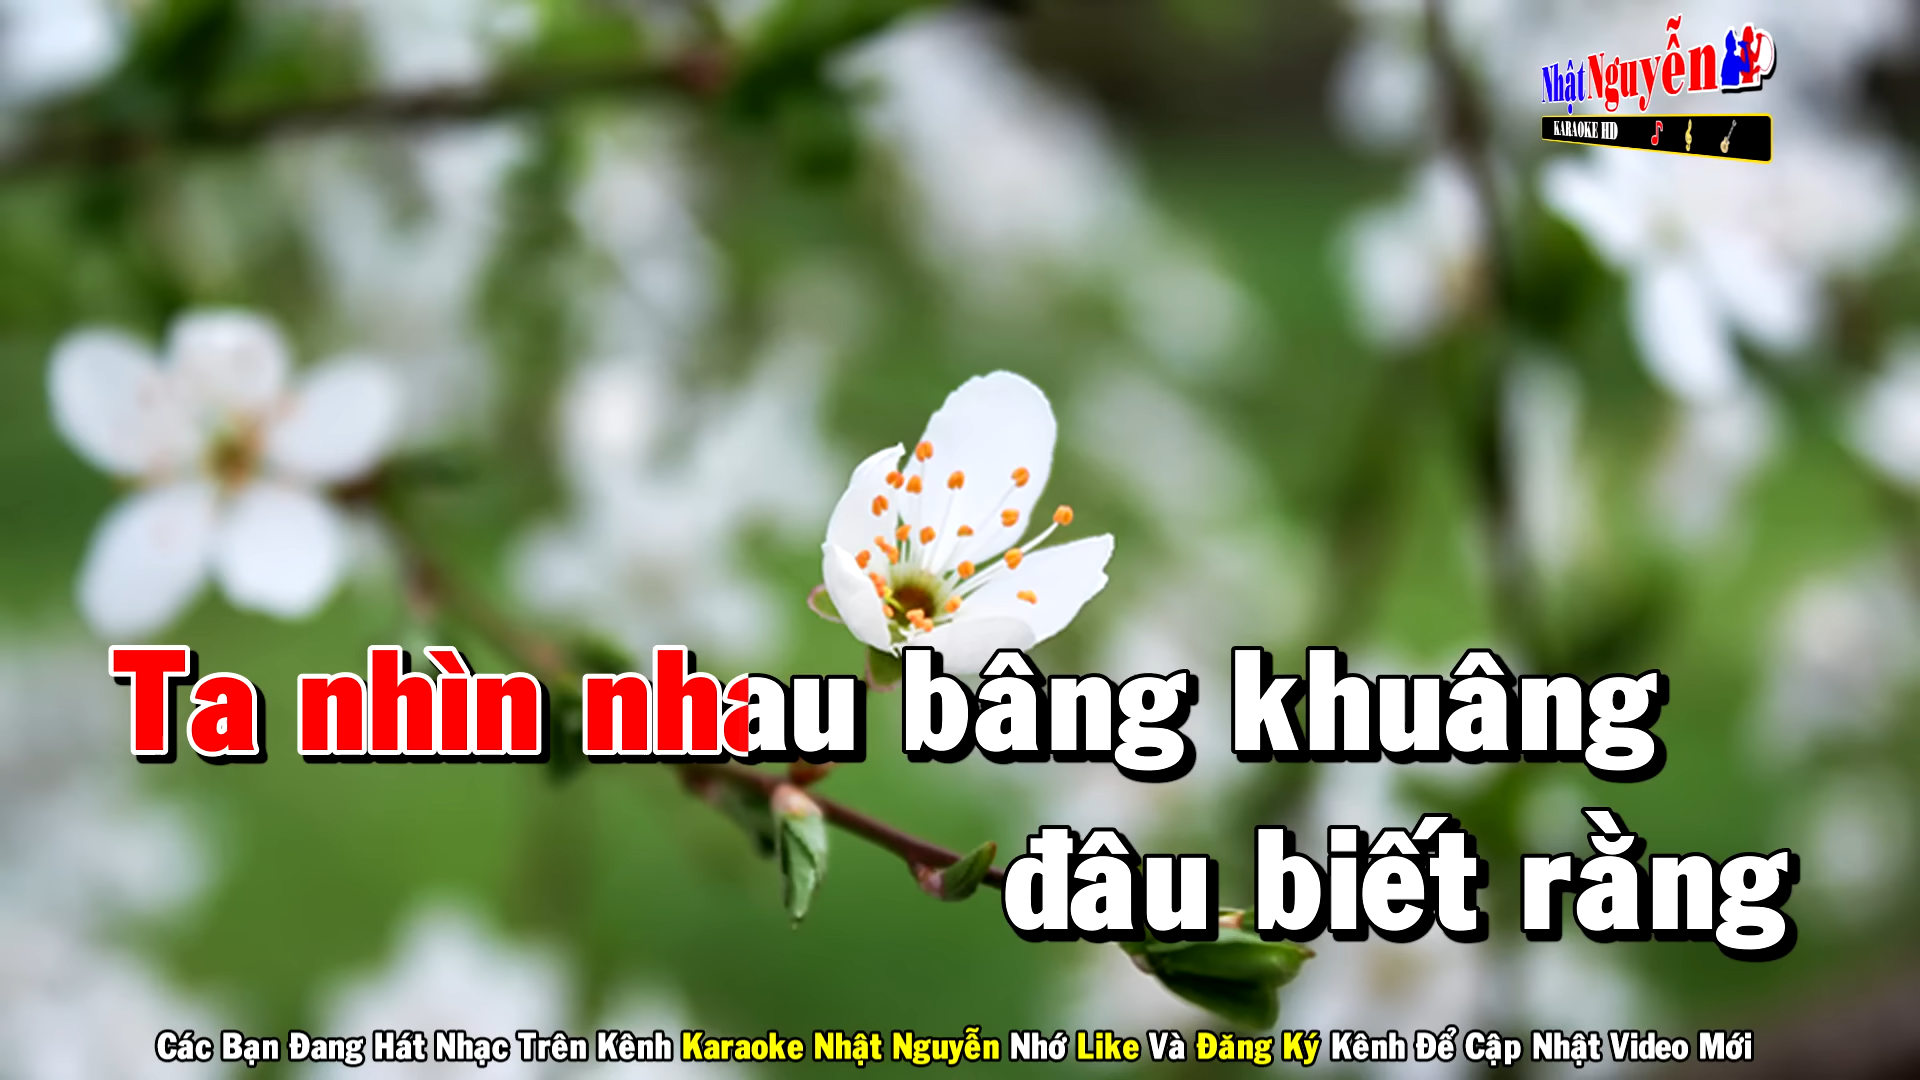 Nhật Nguyễn
KARAOKE HD
Ta nhìn nhau bâng khuâng
đâu biết rằng
Các Bạn Đang Hát Nhạc Trên Kênh Karaoke Nhật Nguyễn Nhớ Like Và Đăng Ký Kênh Để Cập Nhật Video Mới